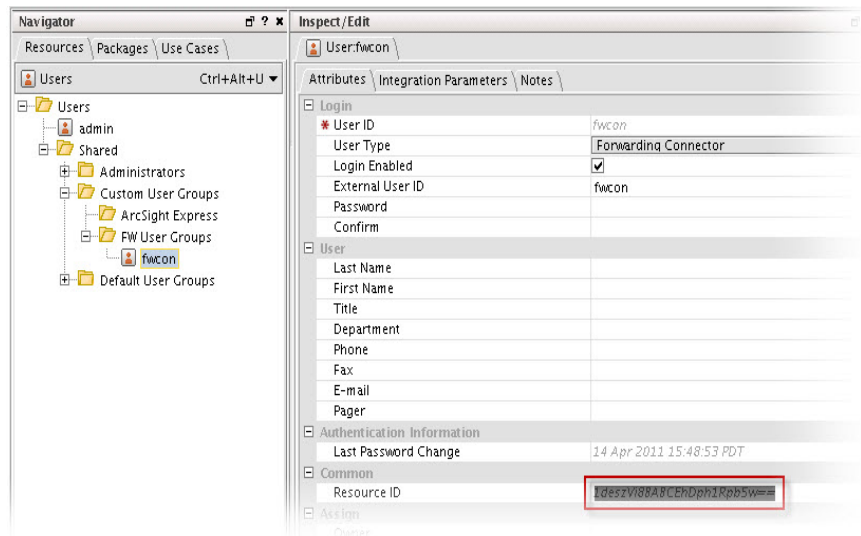 Navigator
Resources Packages Use Cases
Users Ctrl+Alt+U
Users
admin
Shared
Administrators
Custom User Groups
ArcSight Express
FW User Groups
fwcon
Default User Groups
Inspect/Edit
User:fwcon
Attributes Integration Parameters Notes
Login
* User ID fwcon
User Type Forwarding Connector
Login Enabled
External User ID fwcon
Password
Confirm
User
Last Name
First Name
Title
Department
Phone
Fax
E-mail
Pager
Authentication Information
Last Password Change 14 Apr 2011 15:48:53 PDT
Common
Resource ID 1deszVi88A8CEhDph1Rpb5w==
Assign
Owner